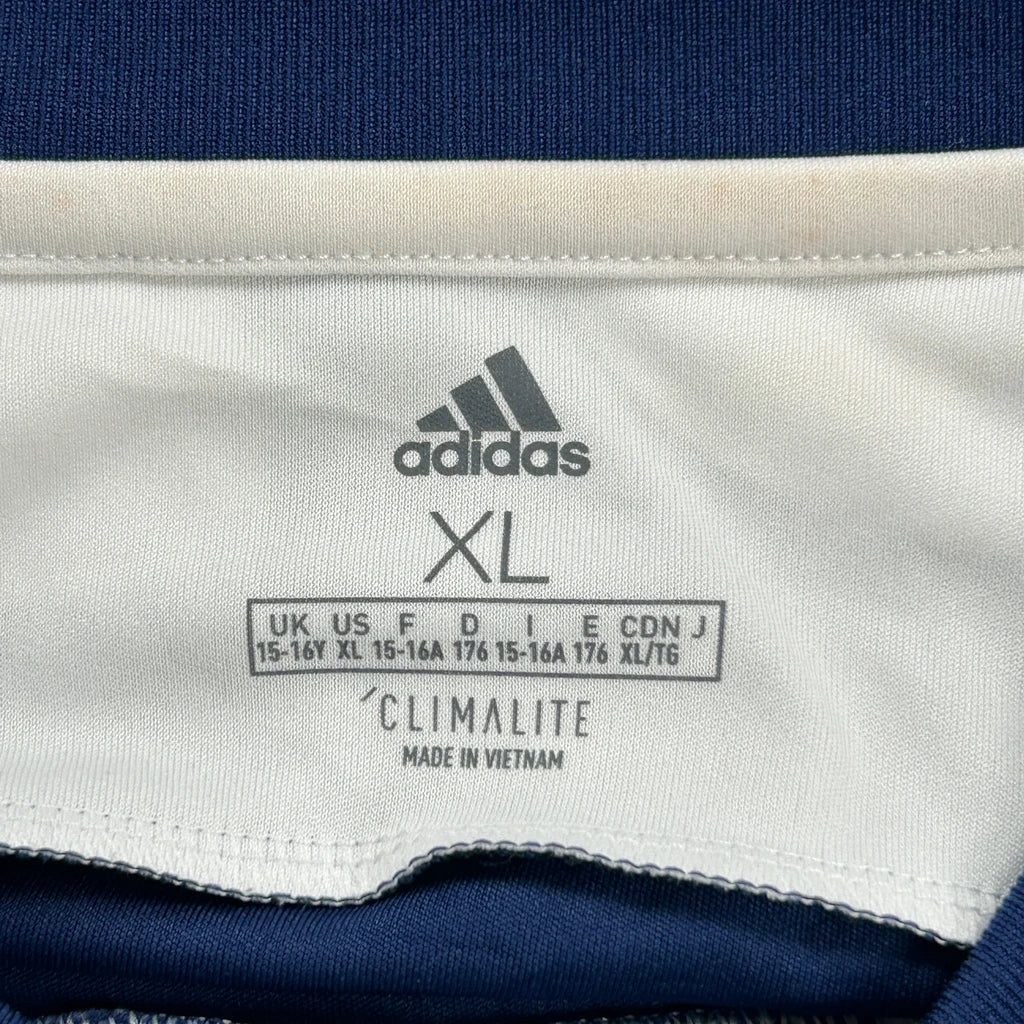 adidas
XL
UK US F D I E CDN J
15-16Y XL 15-16A 176 15-16A 176 XL/TG
´CLIMALITE
MADE IN VIETNAM